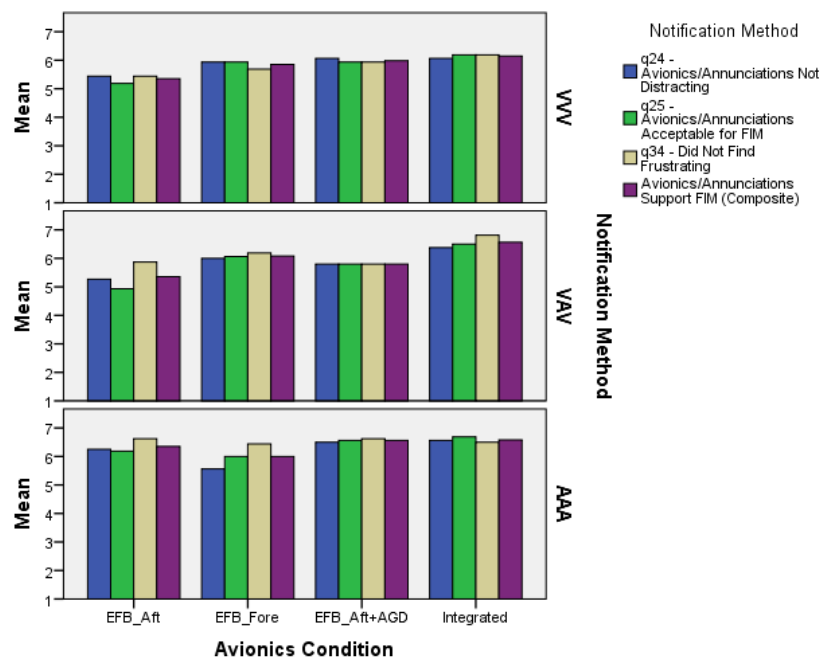 Notification Method
q24 -
Avionics/Annunciations Not
Distracting
q25 -
Avionics/Annunciations
Acceptable for FIM
q34 - Did Not Find
Frustrating
Avionics/Annunciations
Support FIM (Composite)
7
6
5
4
3
2
1
Mean
VVV
7
6
5
4
3
2
1
Mean
VAV
Notification Method
7
6
5
4
3
2
1
Mean
AAA
EFB_Aft
EFB_Fore
EFB_Aft+AGD
Integrated
Avionics Condition